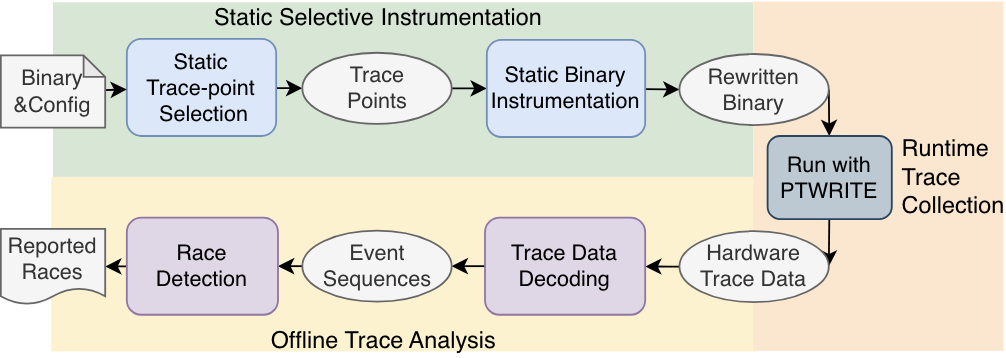 Static Selective Instrumentation
Binary
&Config
Static
Trace-point
Selection
Trace
Points
Static Binary
Instrumentation
Rewritten
Binary
Run with
PTWRITE
Runtime
Trace
Collection
Reported
Races
Race
Detection
Event
Sequences
Trace Data
Decoding
Hardware
Trace Data
Offline Trace Analysis